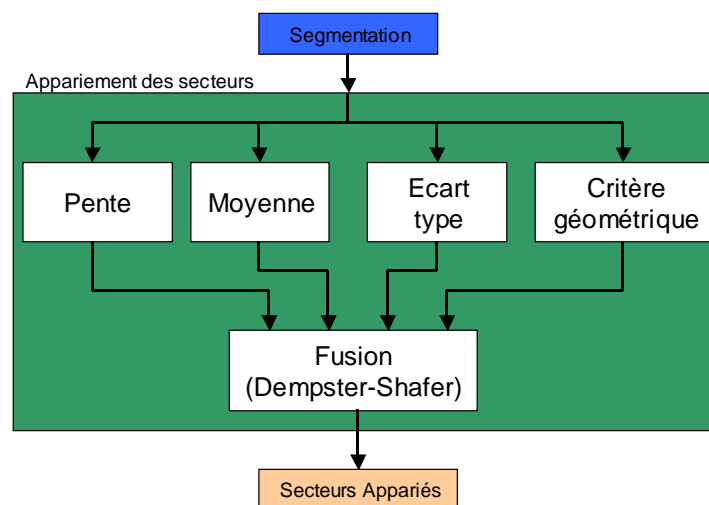 Segmentation
Appariement des secteurs
Pente
Moyenne
Ecart
type
Critère
géométrique
Fusion
(Dempster-Shafer)
Secteurs Appariés